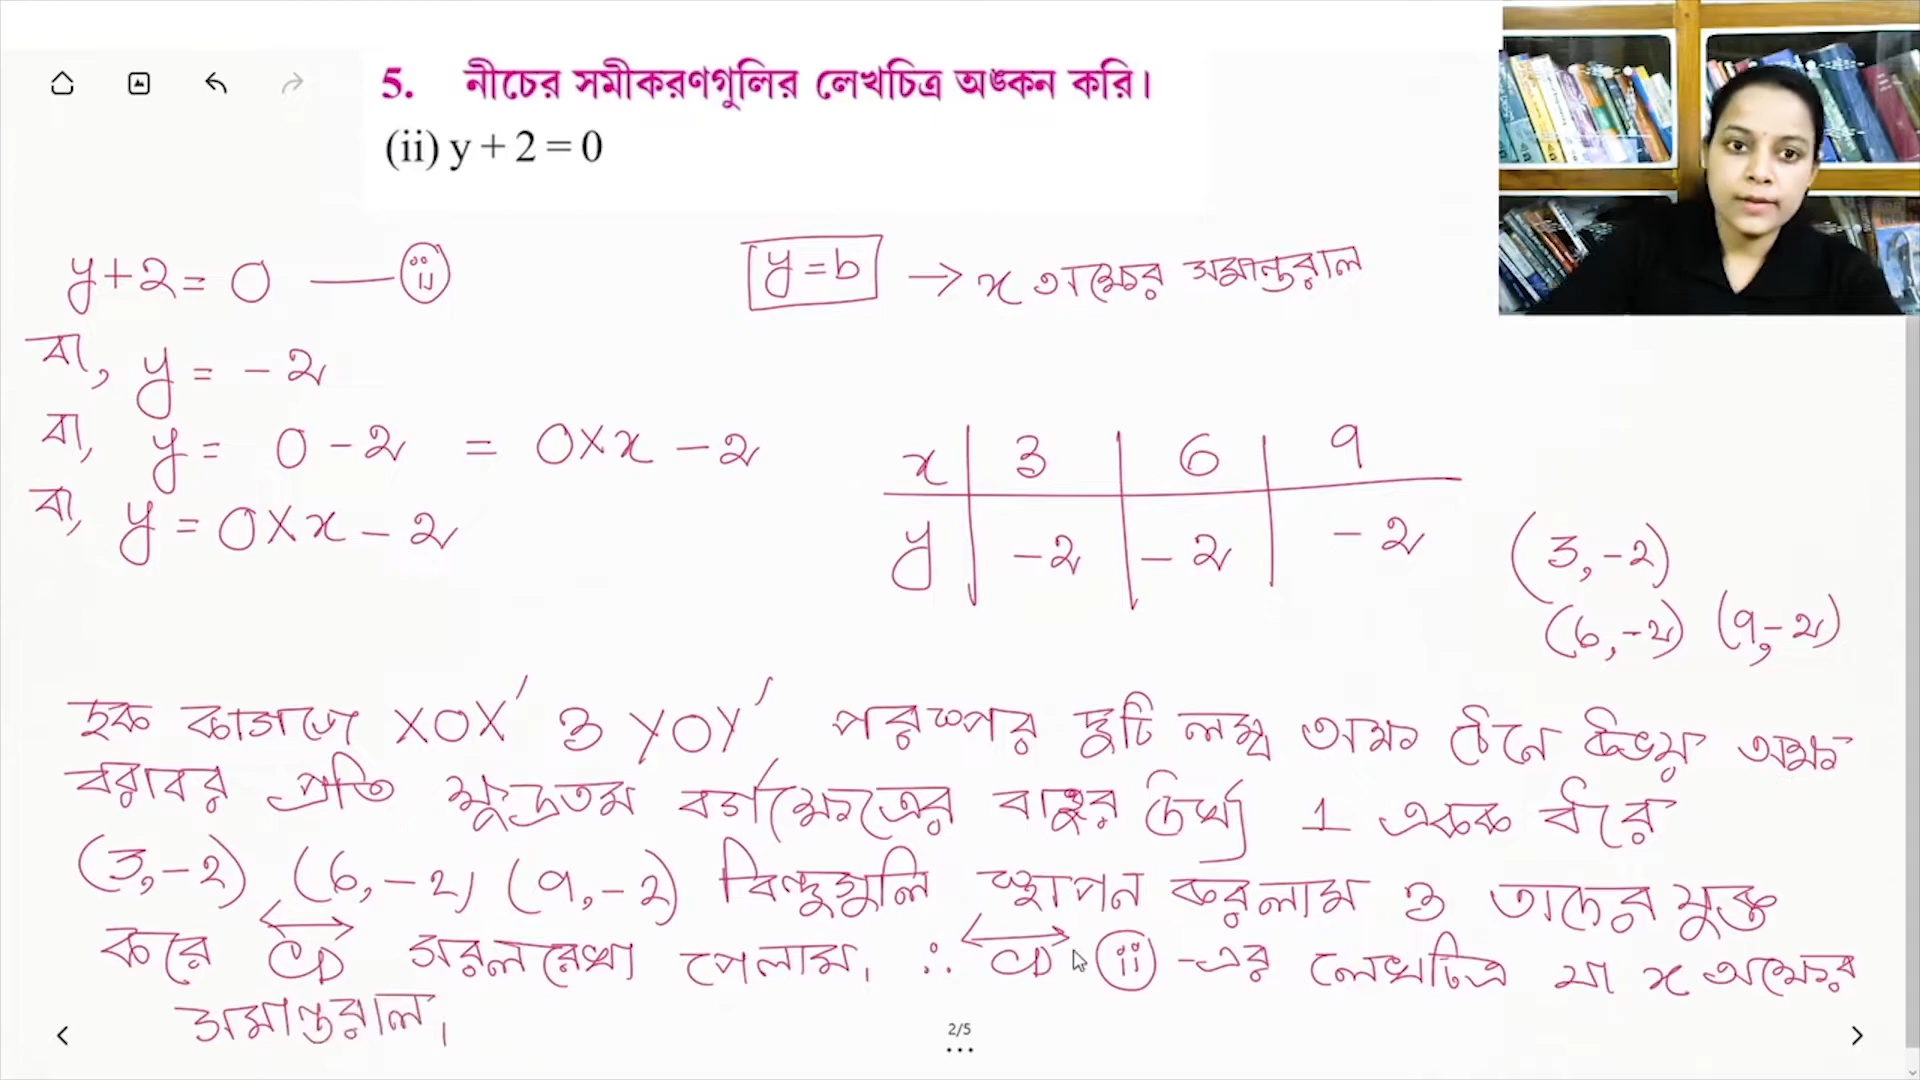 5. নীচের সমীকরণগুলির লেখচিত্র অঙ্কন করি।
(ii) y + 2 = 0
y + 2 = 0 —— (ii)
y = b → x অক্ষের সমান্তরাল
বা, y = - 2
বা, y = 0 - 2 = 0 X x - 2
বা, y = 0 X x - 2
x | 3 | 6 | 9
y | -2 | -2 | -2
(3, -2)
(6, -2) (9, -2)
ছক কাগজে XOX′ ও YOY′ পরস্পর দুটি লম্ব অক্ষ টেনে উভয় অক্ষ
বরাবর প্রতি ক্ষুদ্রতম বর্গক্ষেত্রের বাহুর দৈর্ঘ্য 1 একক ধরে
(3, -2) (6, -2) (9, -2) বিন্দুগুলি স্থাপন করলাম ও তাদের যুক্ত
করে CD সরলরেখা পেলাম। ∴ CD (ii) -এর লেখচিত্র যা x অক্ষের
সমান্তরাল।
2/5